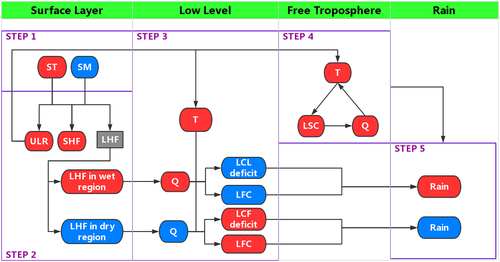 Surface Layer
Low Level
Free Troposphere
Rain
STEP 1
STEP 3
STEP 4
ST
SM
T
ULR
SHF
LHF
T
LSC
Q
STEP 5
LHF in wet
region
Q
LCL
deficit
LFC
Rain
LHF in dry
region
Q
LCF
deficit
LFC
Rain
STEP 2